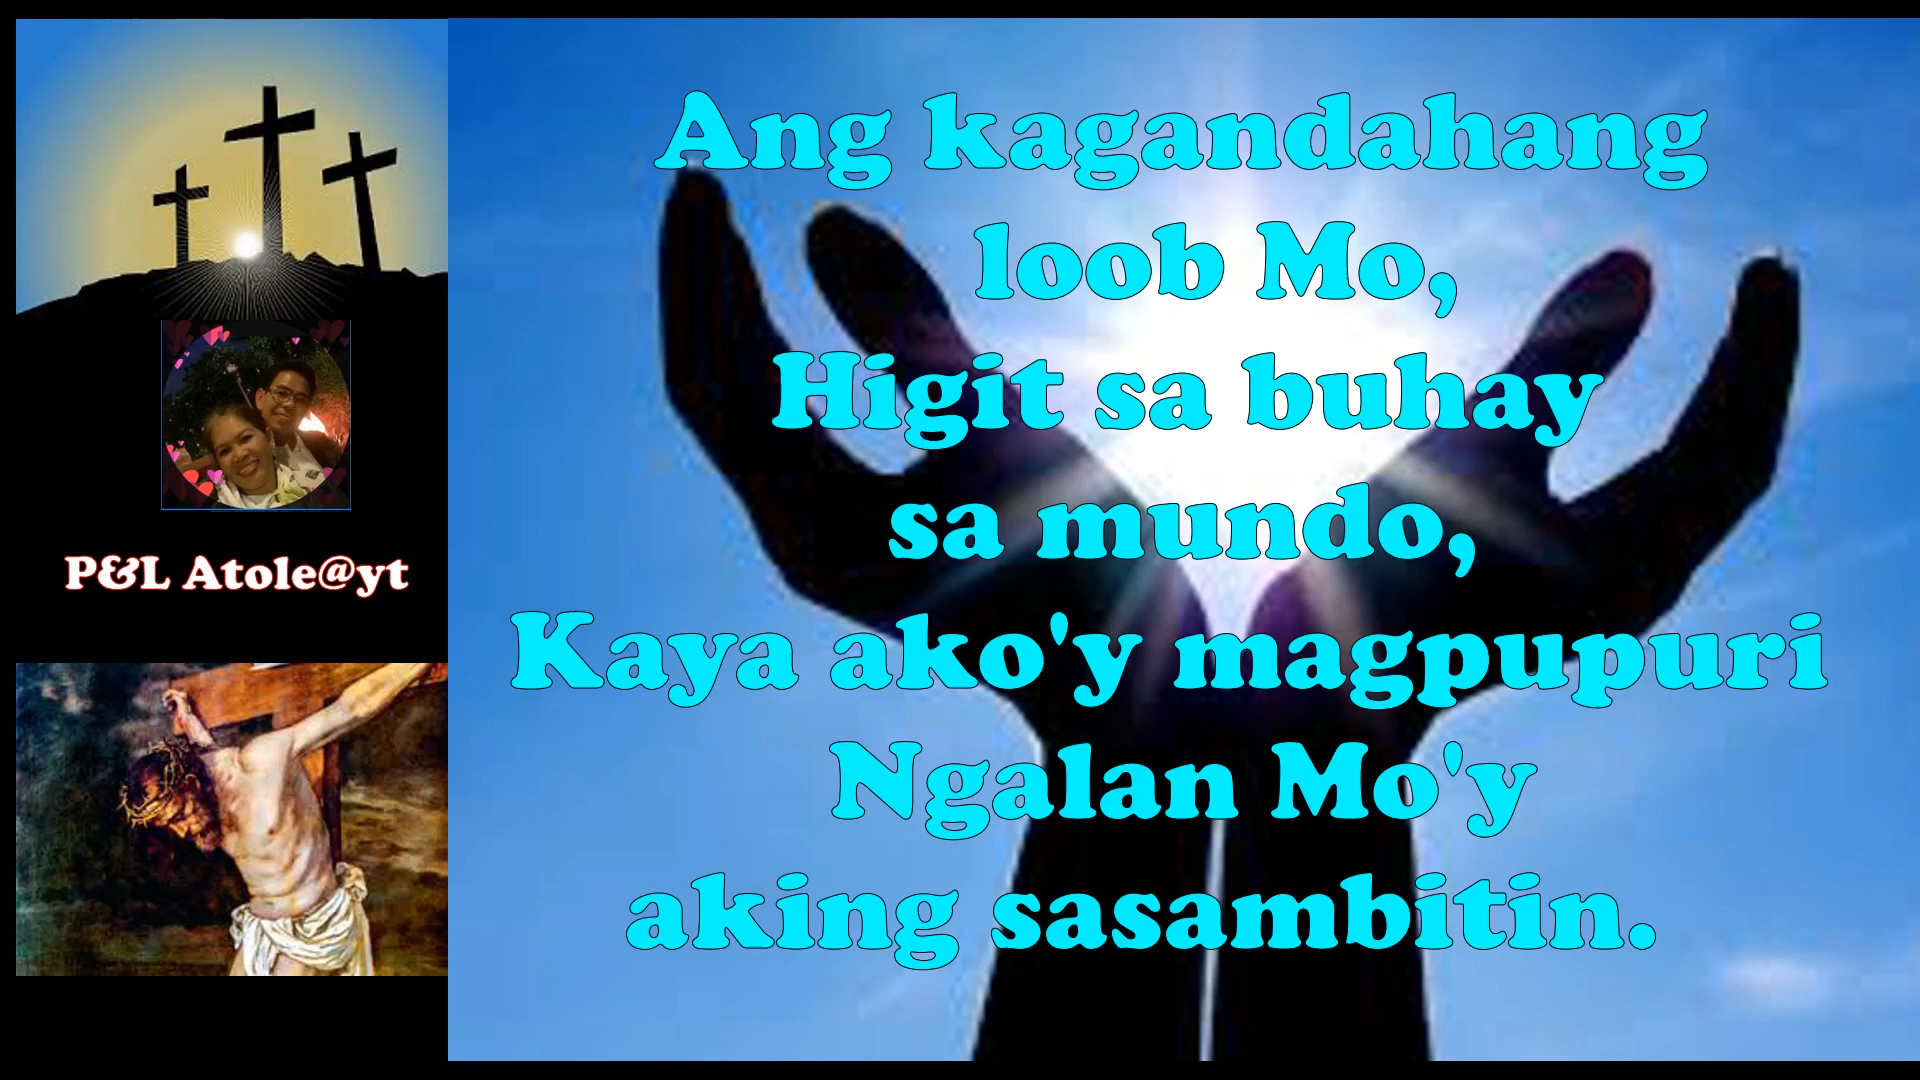 Ang kagandahang
loob Mo,
Higit sa buhay
sa mundo,
Kaya ako'y magpupuri
Ngalan Mo'y
aking sasambitin.
P&L Atole@yt